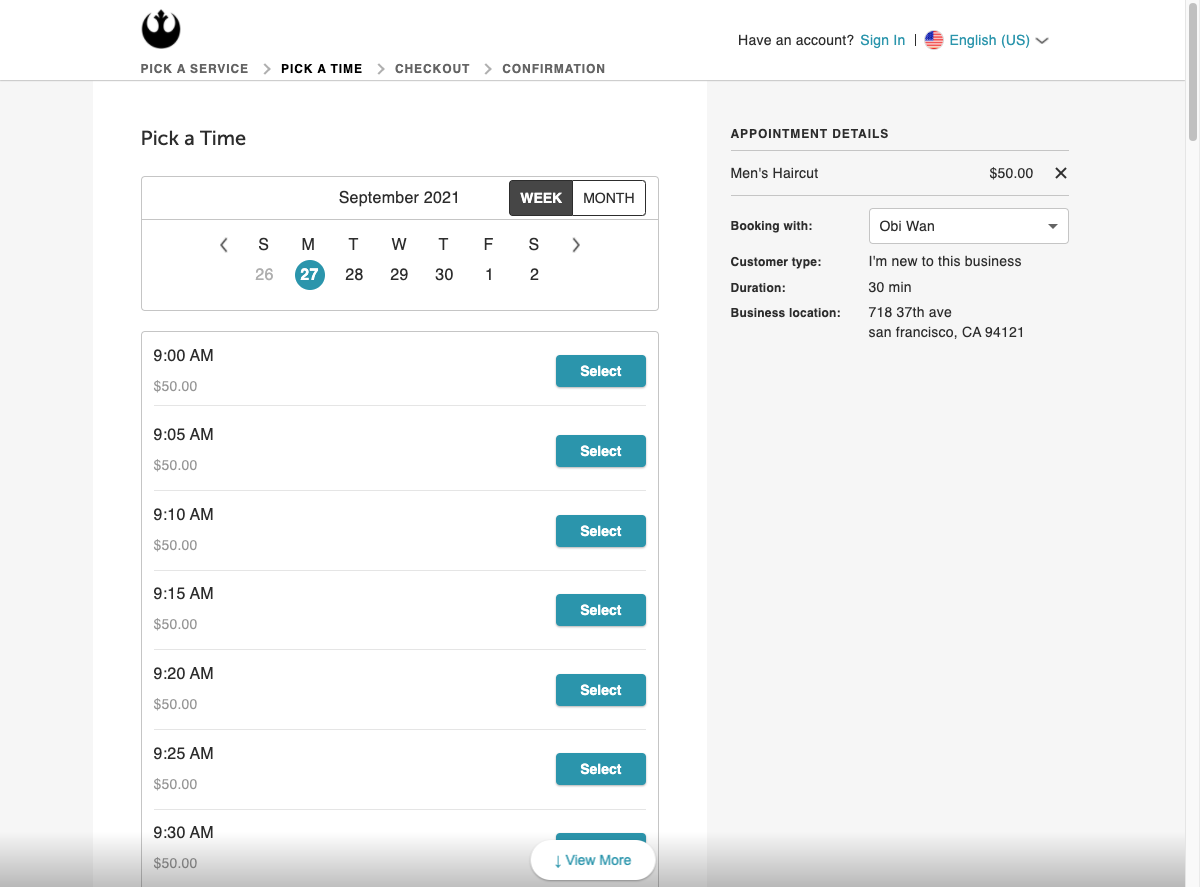 Have an account? Sign In | English (US)
PICK A SERVICE PICK A TIME CHECKOUT CONFIRMATION
Pick a Time
September 2021 WEEK MONTH
S M T W T F S
26 27 28 29 30 1 2
9:00 AM
$50.00
Select
9:05 AM
$50.00
Select
9:10 AM
$50.00
Select
9:15 AM
$50.00
Select
9:20 AM
$50.00
Select
9:25 AM
$50.00
Select
9:30 AM
$50.00
↓ View More
APPOINTMENT DETAILS
Men's Haircut $50.00
Booking with: Obi Wan
Customer type: I'm new to this business
Duration: 30 min
Business location: 718 37th ave
san francisco, CA 94121